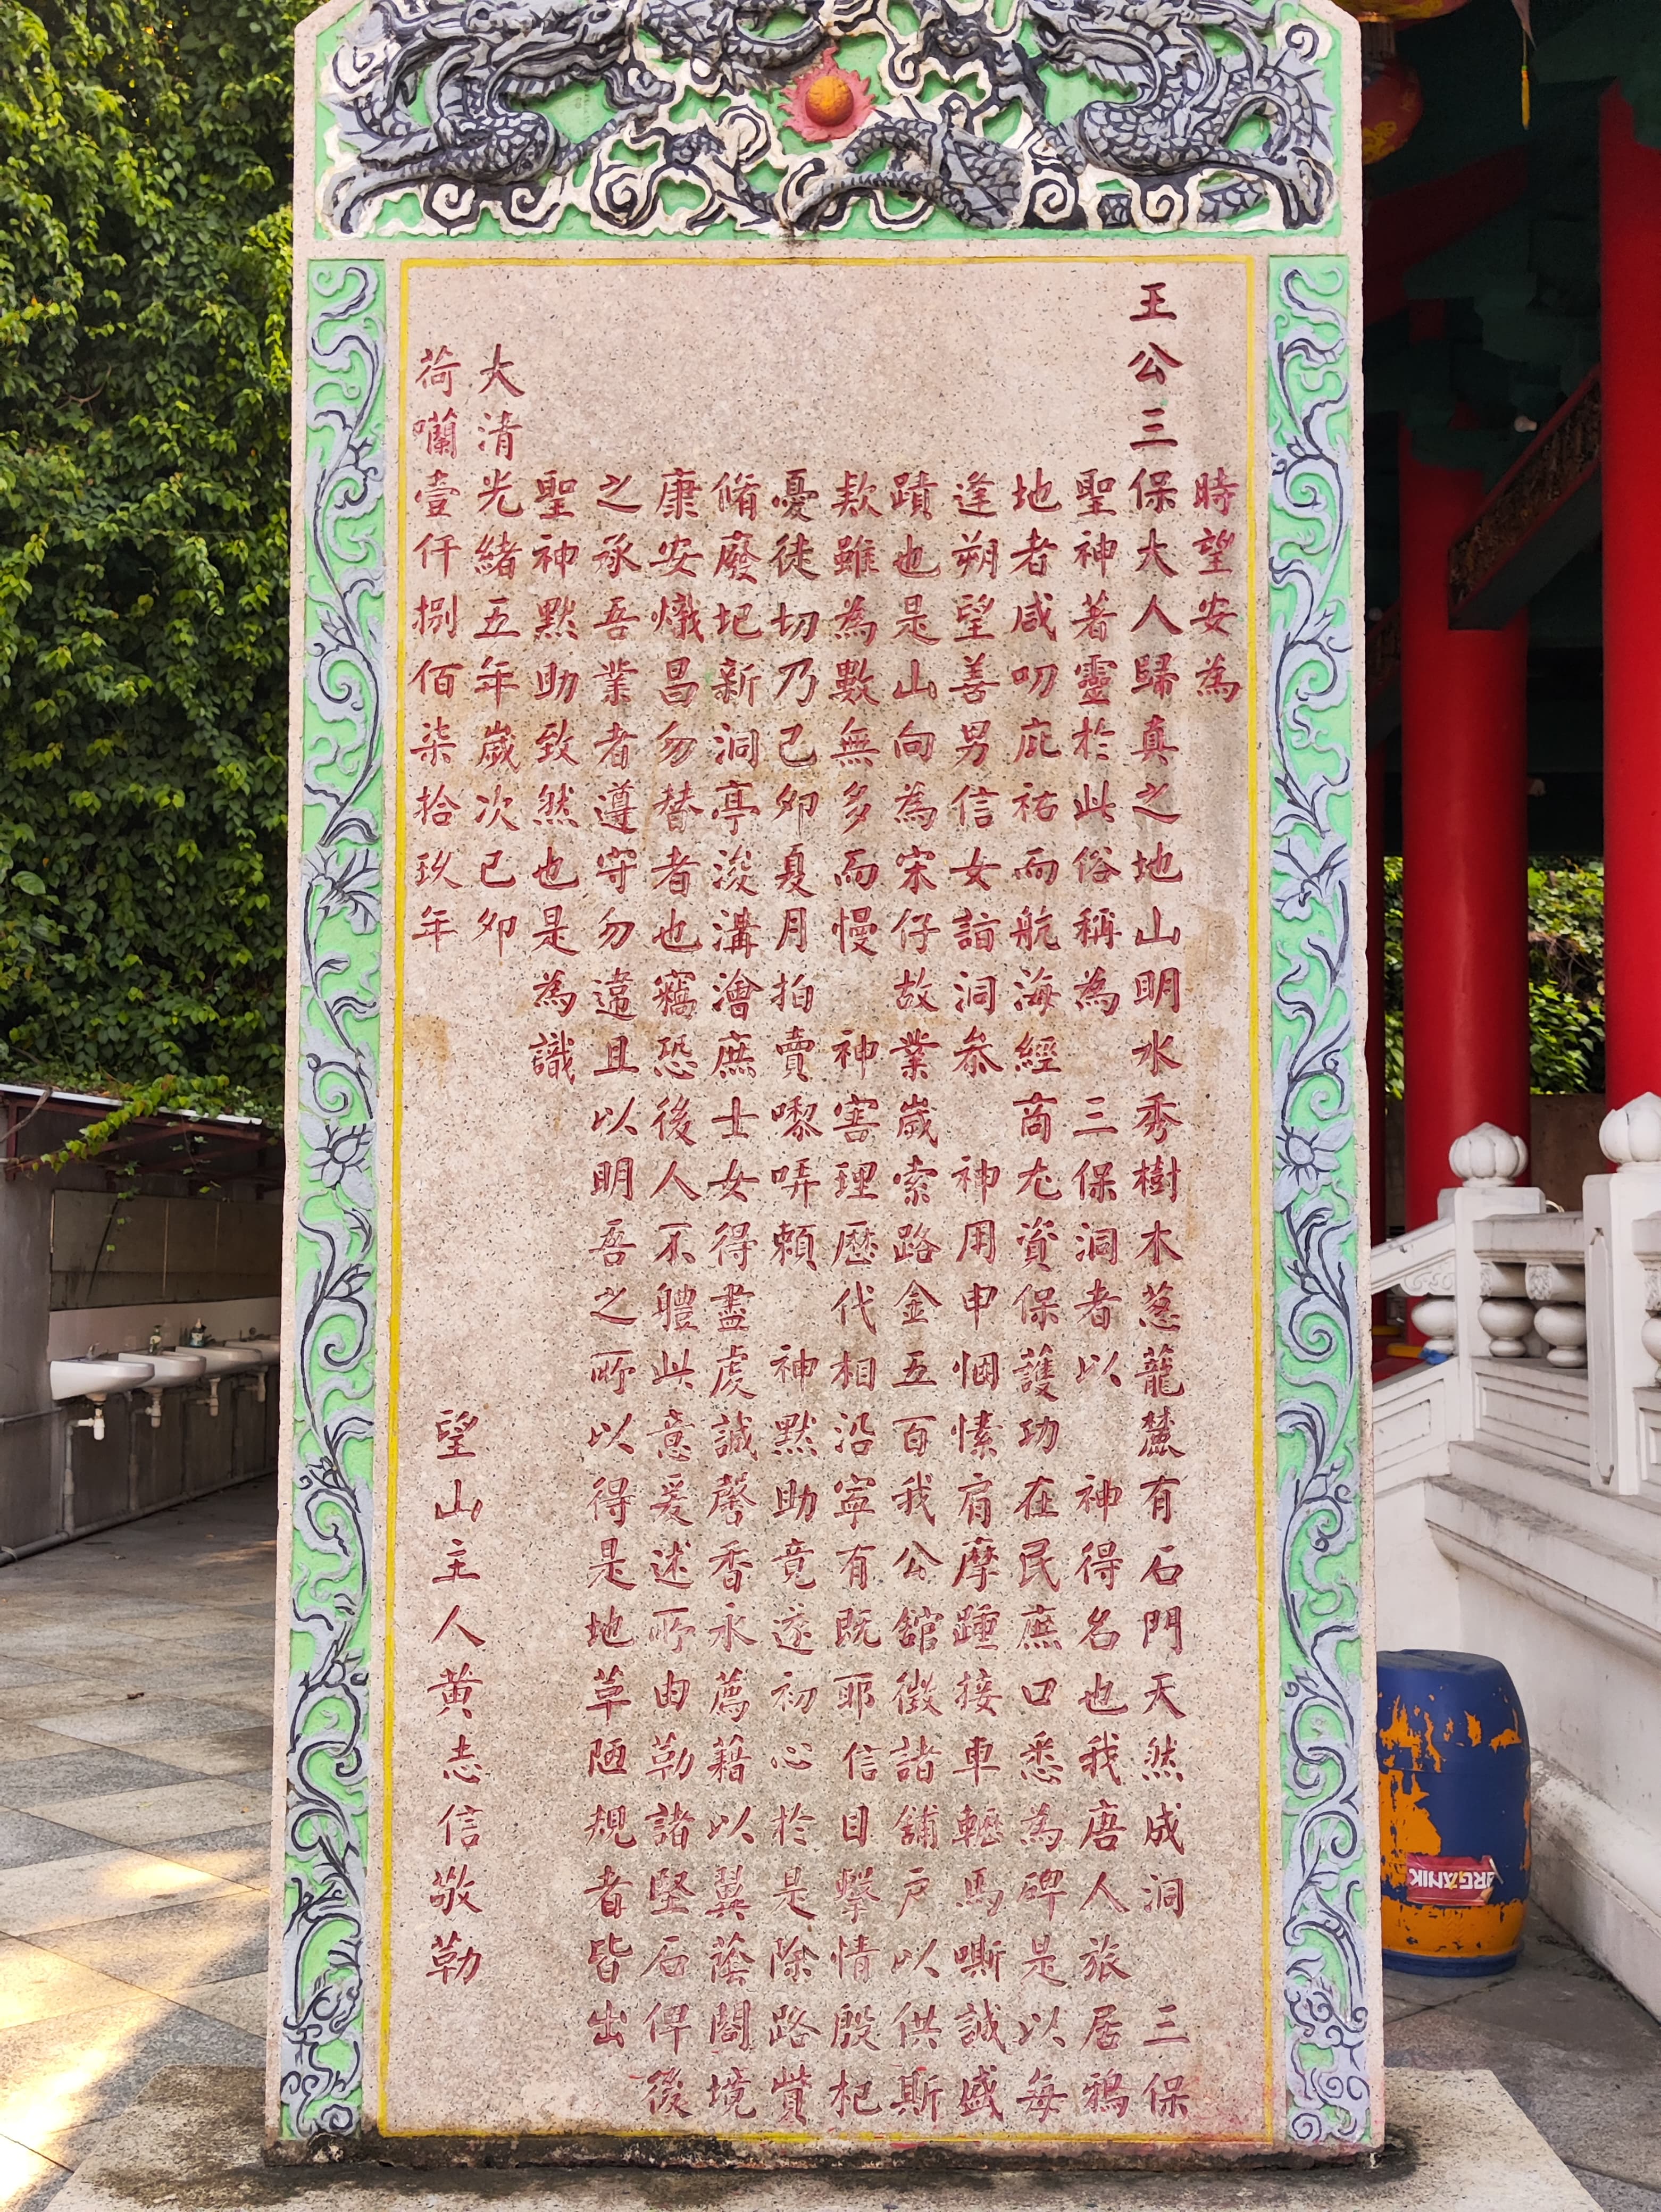 時望安為
王公三保大人歸真之地山明水秀樹木蔥蘢麓有石門天然成洞三保
聖神著靈於此俗稱為三保洞者以神得名也我唐人旅居鴉
地者咸叨庇祐而航海經商尤資保護功在民庶口悉為碑是以每
逢朔望善男信女詣洞叅神用申悃愫肩摩踵接車轣馬嘶誠盛
蹟也是山向為宋仔故業歲索路金五百我公舘徵諸舖戶以供斯
欵雖為數無多而慢神害理歷代相沿寧有既耶信目擊情殷杞
憂徒切乃己卯夏月拍賣嚟哢賴神默助竟遂初心於是除路貲
脩廢圯新洞亭浚溝澮庶士女得盡虔誠馨香永薦藉以翼蔭閤境
康安熾昌勿替者也竊恐後人不體此意爰述所由勒諸堅石俾後
之承吾業者遵守勿違且以明吾之所以得是地草陋規者皆出
聖神默助致然也是為識
大清光緒五年歲次己卯
荷囒壹仟捌佰柒拾玖年
望山主人黃志信敬勒
ORGANIK